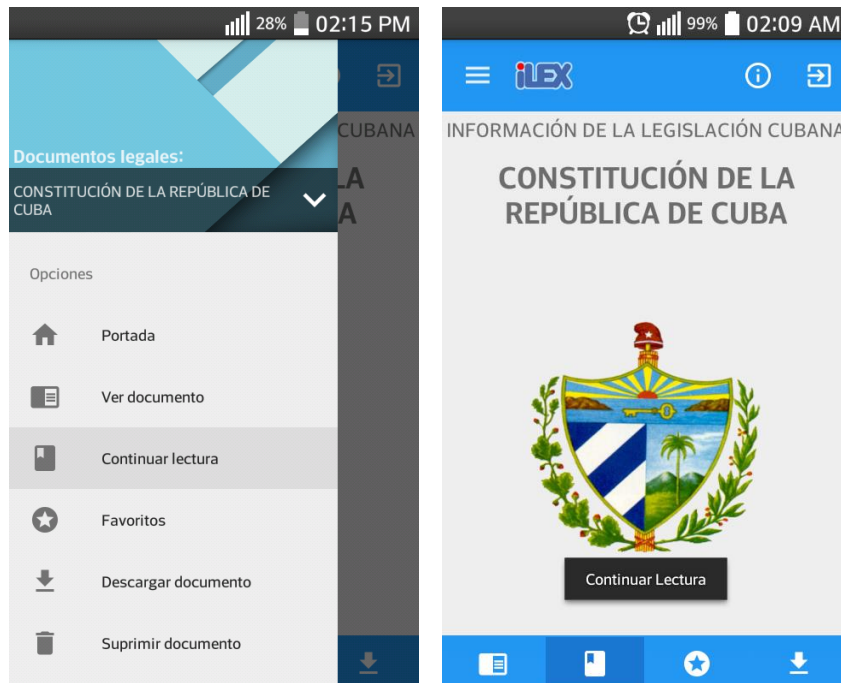 28% 02:15 PM
CUBANA
LA
A
Documentos legales:
CONSTITUCIÓN DE LA REPÚBLICA DE
CUBA
Opciones
Portada
Ver documento
Continuar lectura
Favoritos
Descargar documento
Suprimir documento
99% 02:09 AM
iLEX
INFORMACIÓN DE LA LEGISLACIÓN CUBANA
CONSTITUCIÓN DE LA
REPÚBLICA DE CUBA
Continuar Lectura